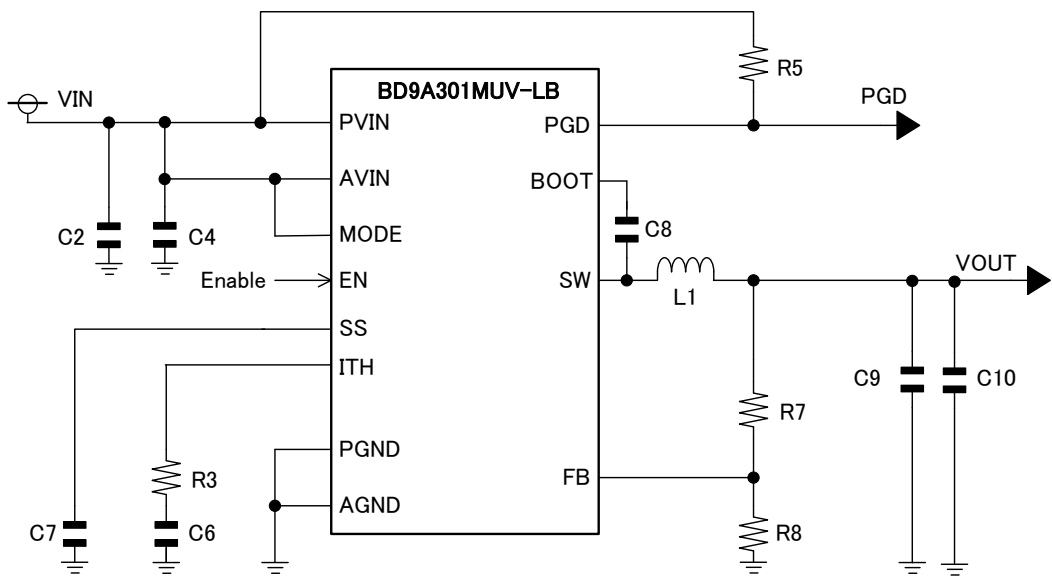 BD9A301MUV-LB
VIN
R5
PGD
PVIN
PGD
AVIN
BOOT
C2
C4
MODE
C8
Enable
EN
SW
L1
VOUT
SS
ITH
C9
C10
R7
PGND
R3
FB
AGND
C7
C6
R8